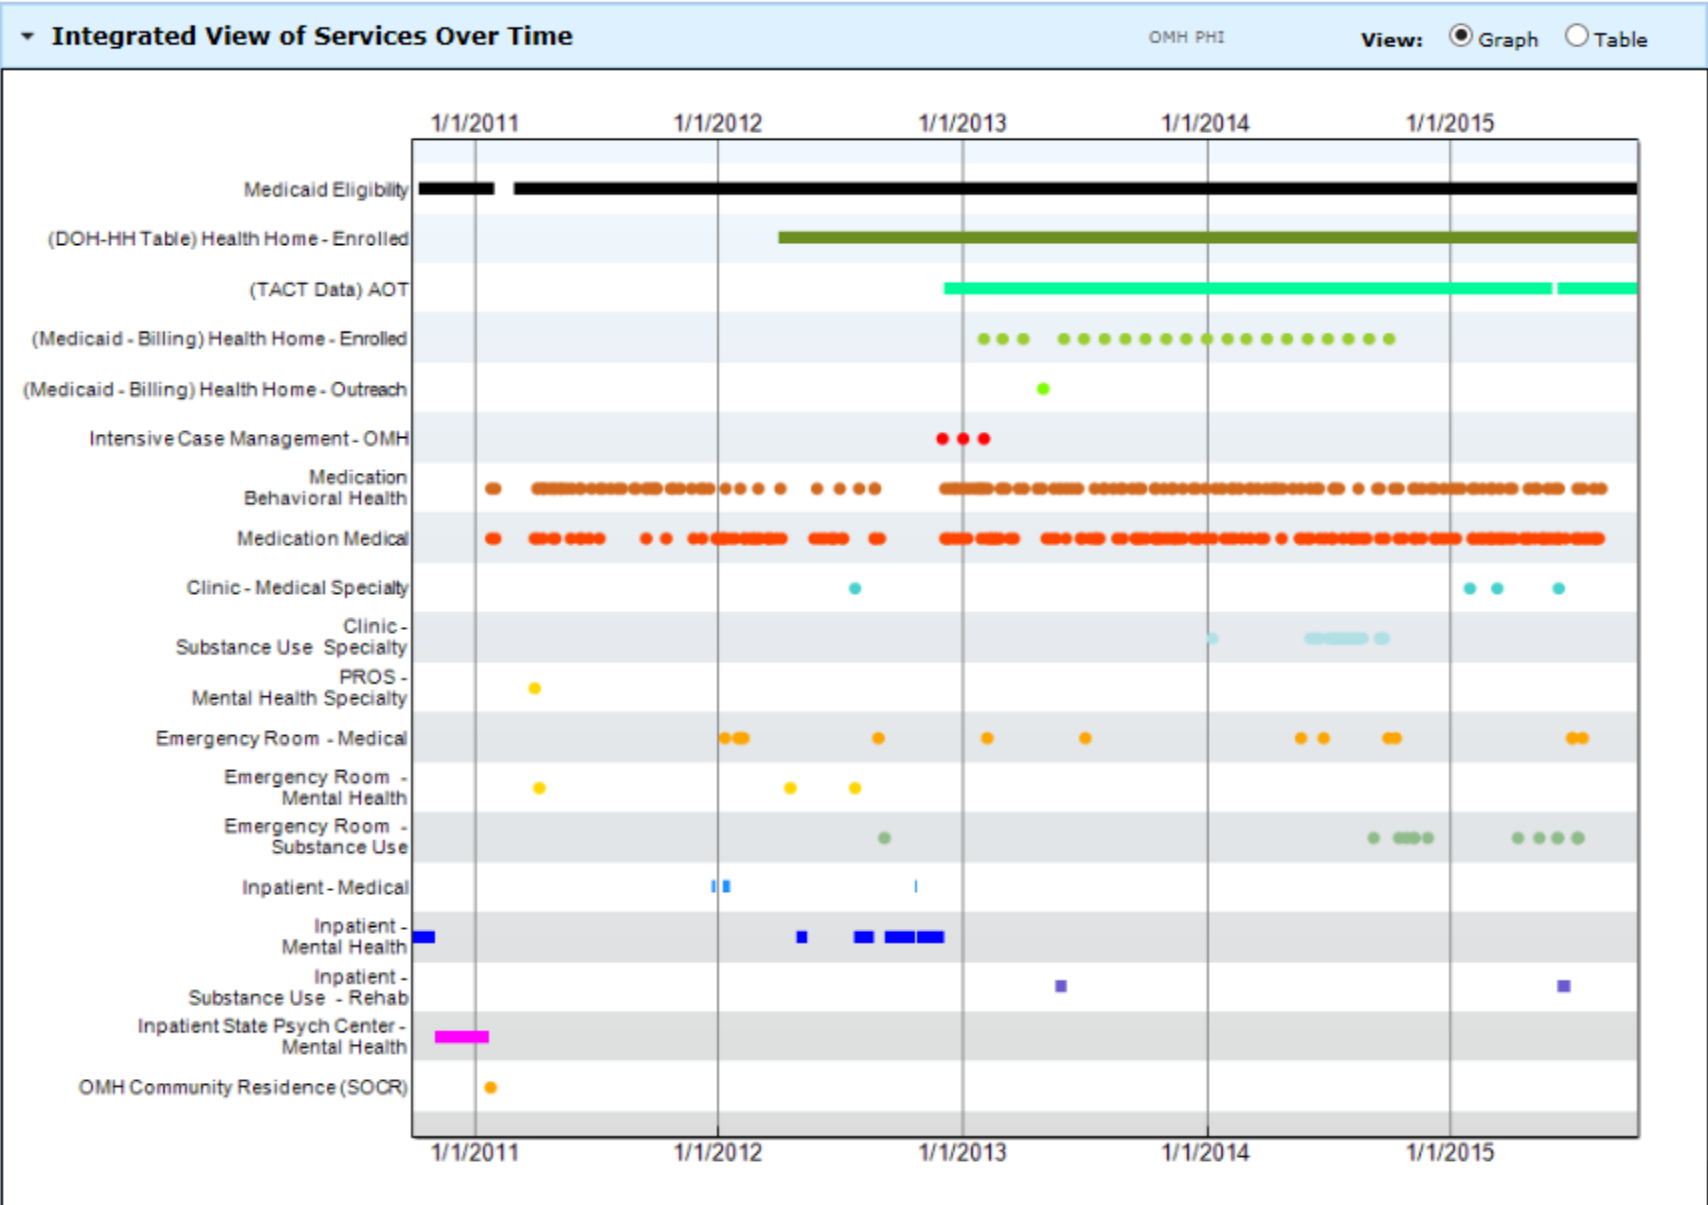 Integrated View of Services Over Time OMH PHI View: Graph Table
1/1/2011 1/1/2012 1/1/2013 1/1/2014 1/1/2015
Medicaid Eligibility
(DOH-HH Table) Health Home - Enrolled
(TACT Data) AOT
(Medicaid - Billing) Health Home - Enrolled
(Medicaid - Billing) Health Home - Outreach
Intensive Case Management - OMH
Medication
Behavioral Health
Medication Medical
Clinic - Medical Specialty
Clinic -
Substance Use Specialty
PROS -
Mental Health Specialty
Emergency Room - Medical
Emergency Room -
Mental Health
Emergency Room -
Substance Use
Inpatient - Medical
Inpatient -
Mental Health
Inpatient -
Substance Use - Rehab
Inpatient State Psych Center -
Mental Health
OMH Community Residence (SOCR)
1/1/2011 1/1/2012 1/1/2013 1/1/2014 1/1/2015